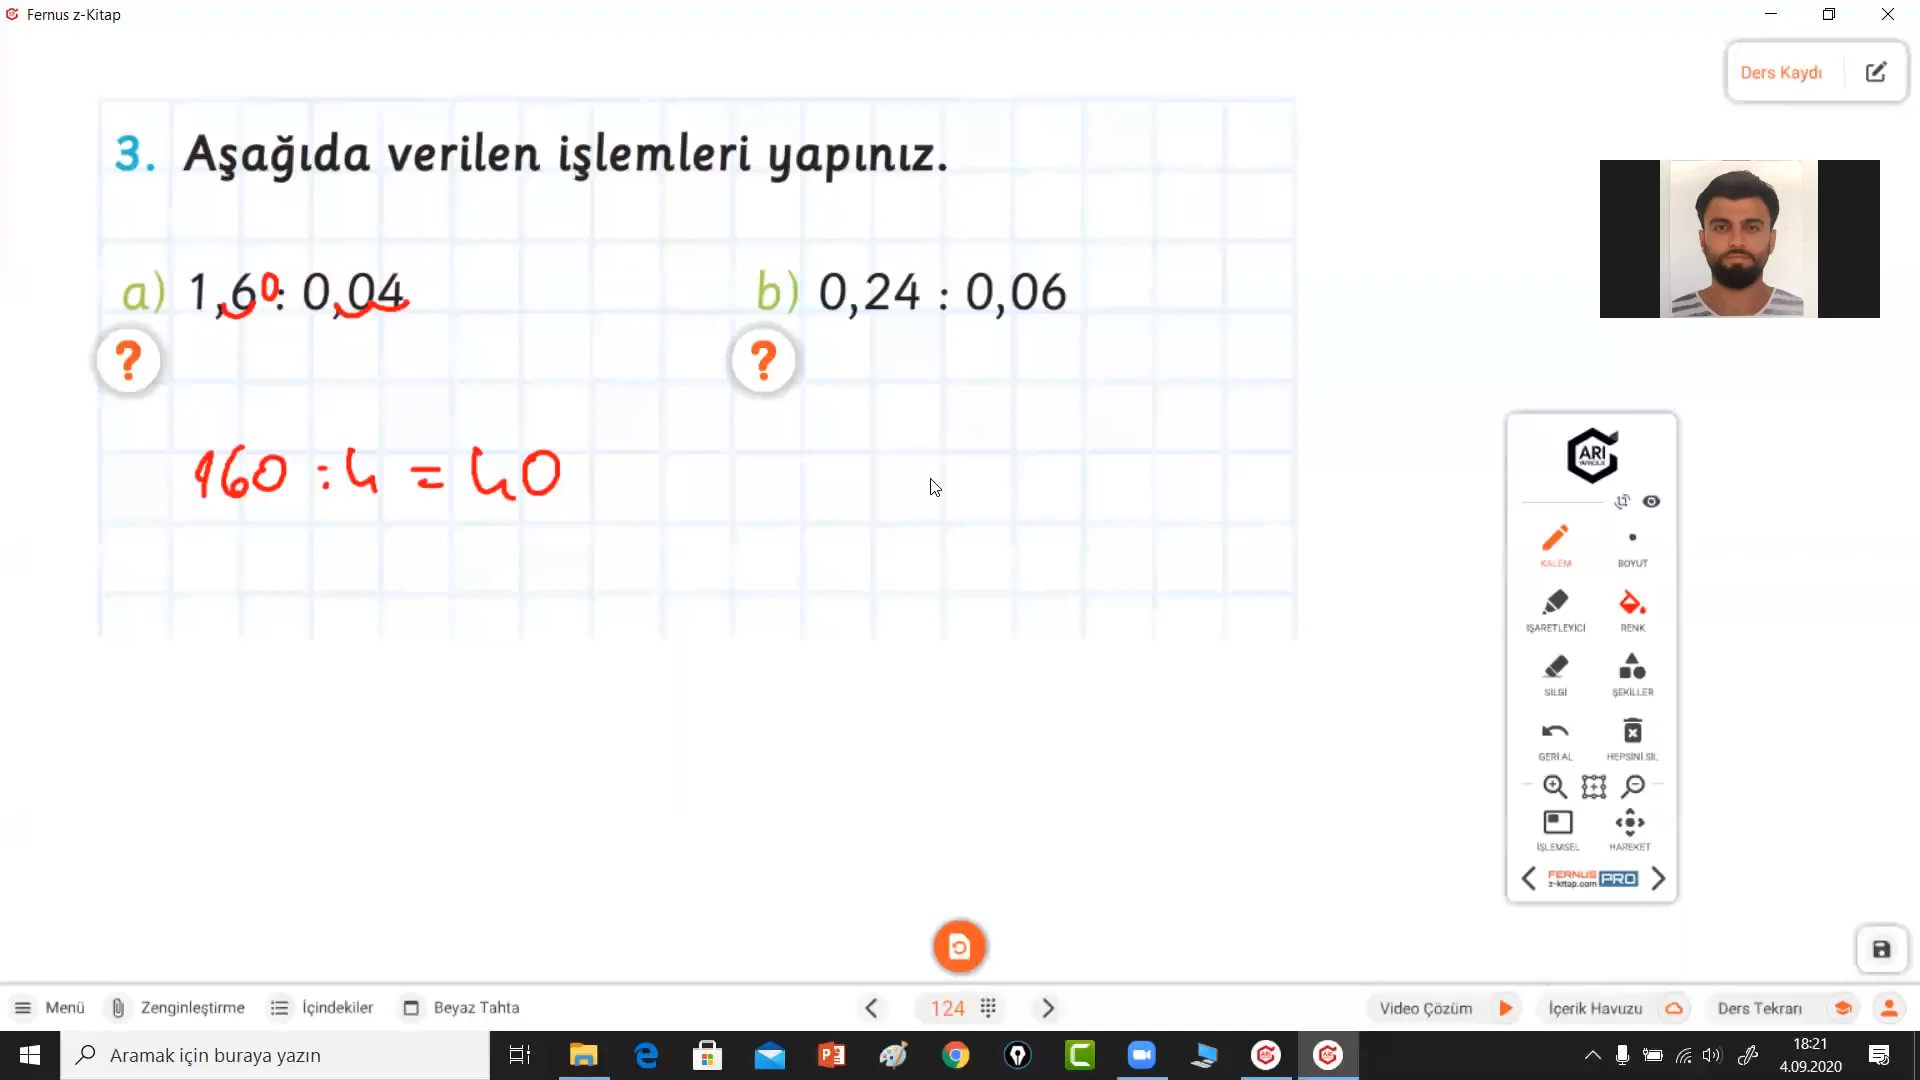 Fernus z-Kitap
Ders Kaydı
3. Aşağıda verilen işlemleri yapınız.
a) 1,60 : 0,04
b) 0,24 : 0,06
?
?
160 : 4 = 40
ARI
YAYINCILIK
KALEM
BOYUT
İŞARETLEYİCİ
RENK
SİLGİ
ŞEKİLLER
GERİ AL
HEPSİNİ SİL
İŞLEMSEL
HAREKET
FERNUS
z-kitap.com
PRO
Menü
Zenginleştirme
İçindekiler
Beyaz Tahta
124
Video Çözüm
İçerik Havuzu
Ders Tekrarı
Aramak için buraya yazın
18:21
4.09.2020